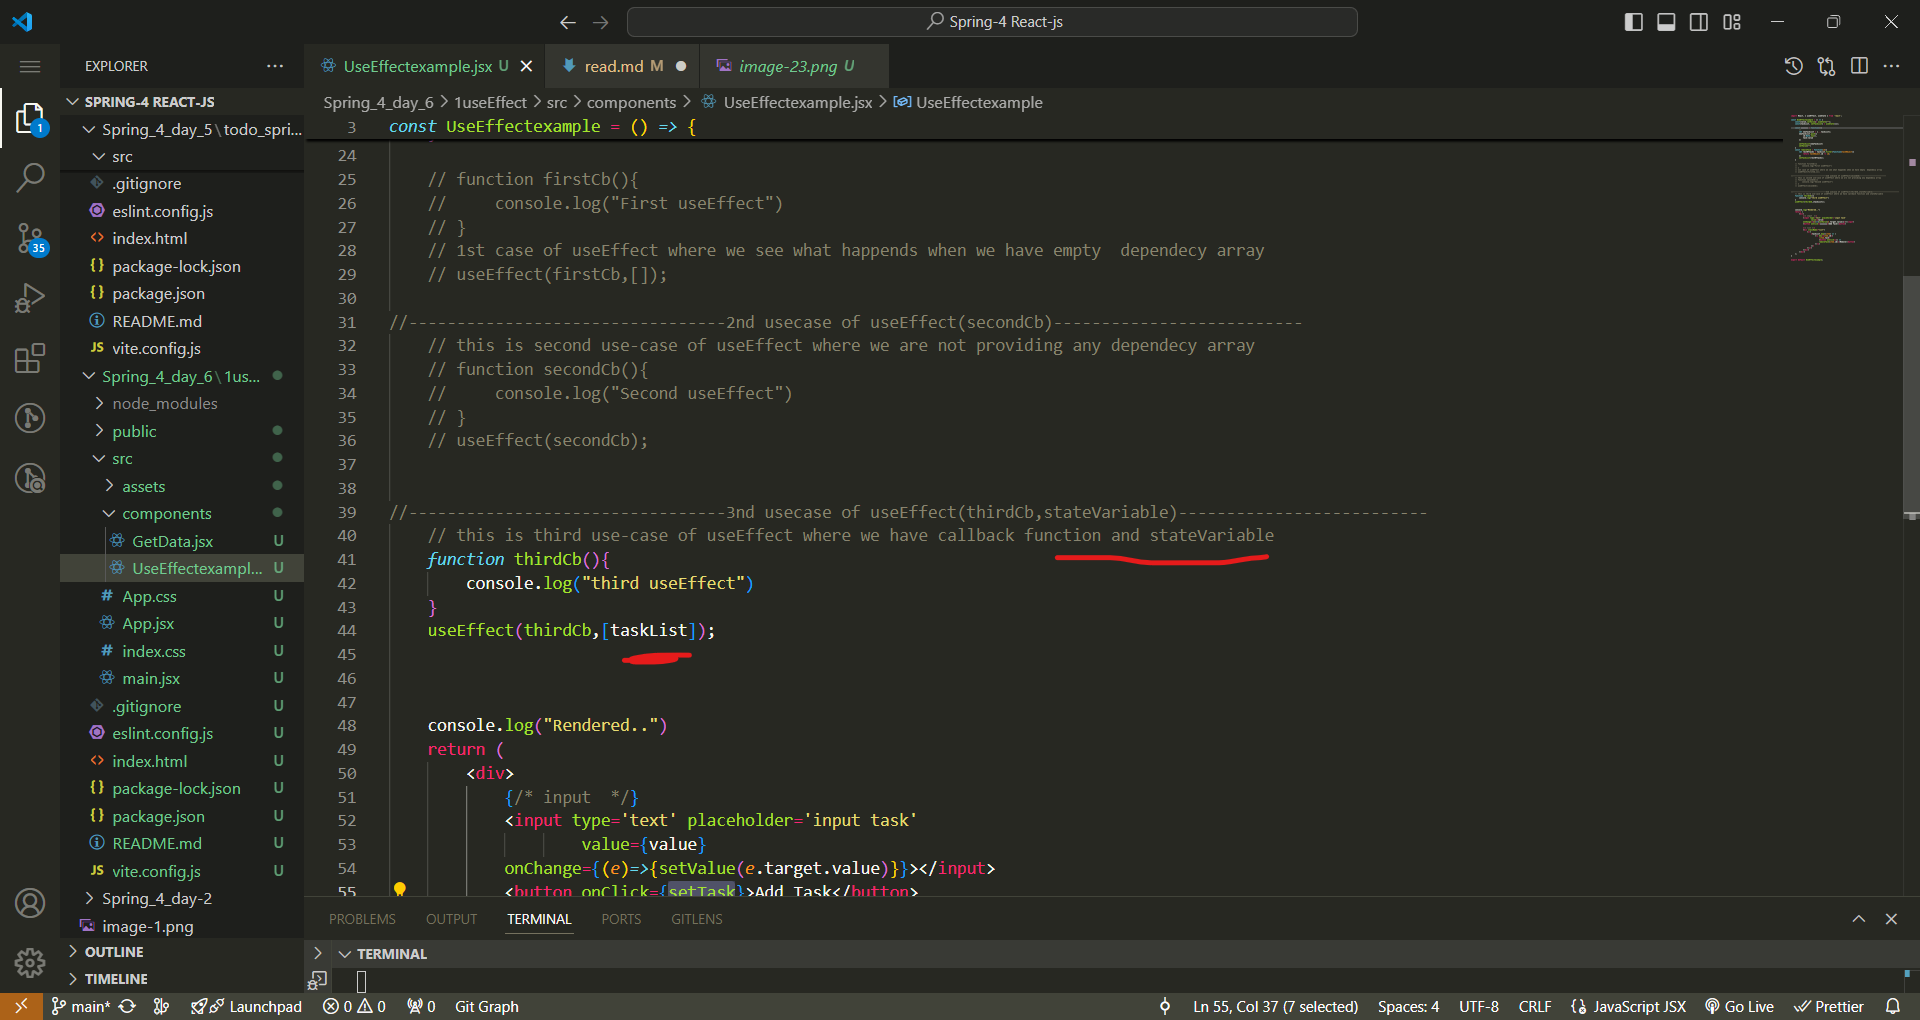 Spring-4 React-js
EXPLORER
UseEffectexample.jsx U
read.md M
image-23.png U
SPRING-4 REACT-JS
Spring_4_day_6 > 1useEffect > src > components > UseEffectexample.jsx > UseEffectexample
Spring_4_day_5\todo_spri...
src
.gitignore
eslint.config.js
index.html
package-lock.json
package.json
README.md
JS vite.config.js
Spring_4_day_6\1us...
node_modules
public
src
assets
components
GetData.jsx U
UseEffectexampl... U
# App.css U
App.jsx U
# index.css U
main.jsx U
.gitignore U
eslint.config.js U
index.html U
package-lock.json U
package.json U
README.md U
JS vite.config.js U
Spring_4_day-2
image-1.png
OUTLINE
TIMELINE
1
35
3 const UseEffectexample = () => {
24
25 // function firstCb(){
26 //     console.log("First useEffect")
27 // }
28 // 1st case of useEffect where we see what happends when we have empty  dependecy array
29 // useEffect(firstCb,[]);
30
31 //---------------------------------2nd usecase of useEffect(secondCb)--------------------------
32 // this is second use-case of useEffect where we are not providing any dependecy array
33 // function secondCb(){
34 //     console.log("Second useEffect")
35 // }
36 // useEffect(secondCb);
37
38
39 //---------------------------------3nd usecase of useEffect(thirdCb,stateVariable)--------------------------
40 // this is third use-case of useEffect where we have callback function and stateVariable
41 function thirdCb(){
42 console.log("third useEffect")
43 }
44 useEffect(thirdCb,[taskList]);
45
46
47
48 console.log("Rendered..")
49 return (
50 <div>
51 {/* input  */}
52 <input type='text' placeholder='input task'
53 value={value}
54 onChange={(e)=>{setValue(e.target.value)}}></input>
55 <button onClick={setTask}>Add Task</button>
PROBLEMS OUTPUT TERMINAL PORTS GITLENS
TERMINAL
main* Launchpad 0 0 0 Git Graph Ln 55, Col 37 (7 selected) Spaces: 4 UTF-8 CRLF {} JavaScript JSX Go Live Prettier